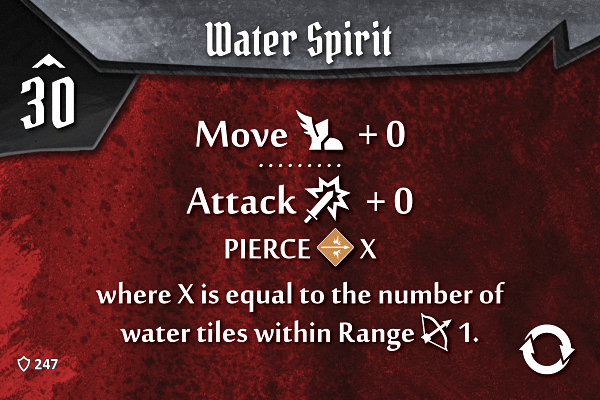 Water Spirit
30
Move + 0
Attack + 0
PIERCE X
where X is equal to the number of
water tiles within Range 1.
247